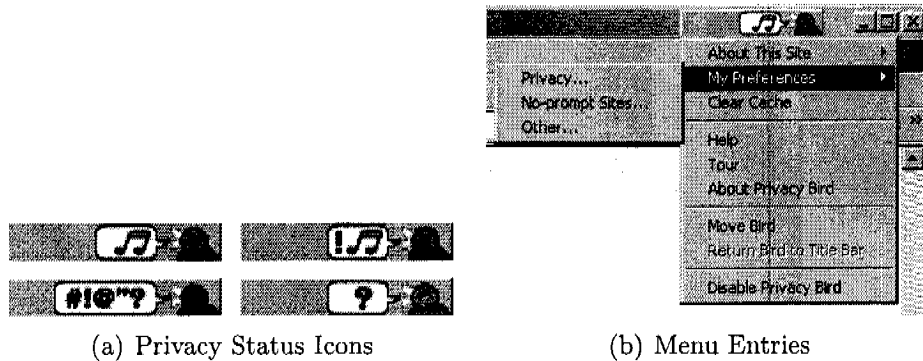 About This Site
My Preferences
Clear Cache
Help
Tour
About Privacy Bird
Move Bird
Return Bird to Title Bar
Disable Privacy Bird
Privacy...
No-prompt Sites...
Other...
!
#!@"?
?
(a) Privacy Status Icons
(b) Menu Entries